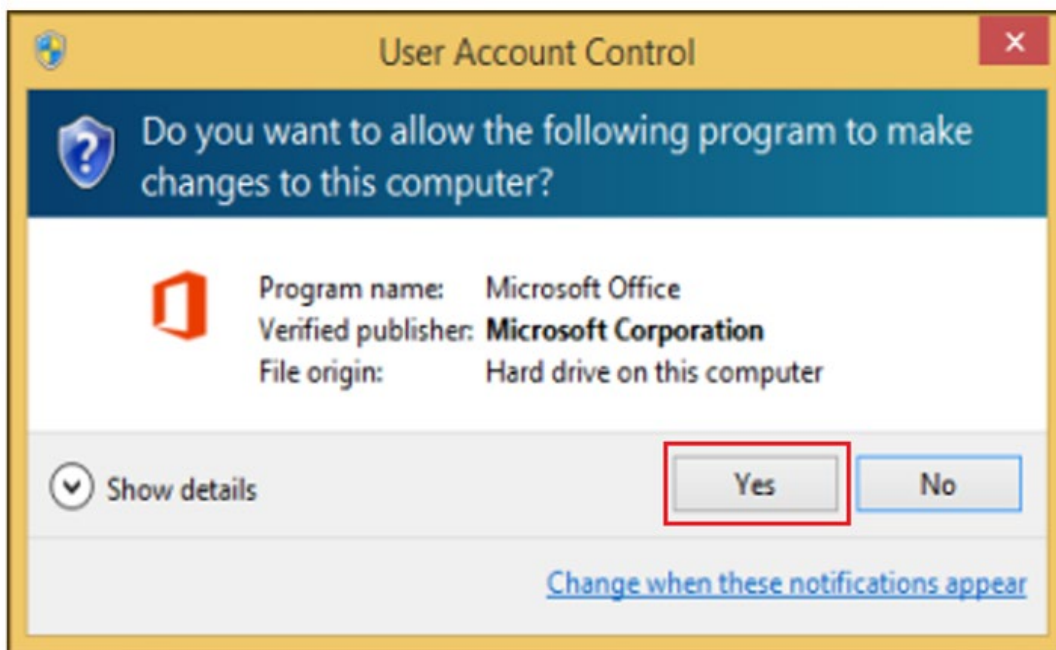 User Account Control
Do you want to allow the following program to make
changes to this computer?
Program name: Microsoft Office
Verified publisher: Microsoft Corporation
File origin: Hard drive on this computer
Show details
Yes
No
Change when these notifications appear